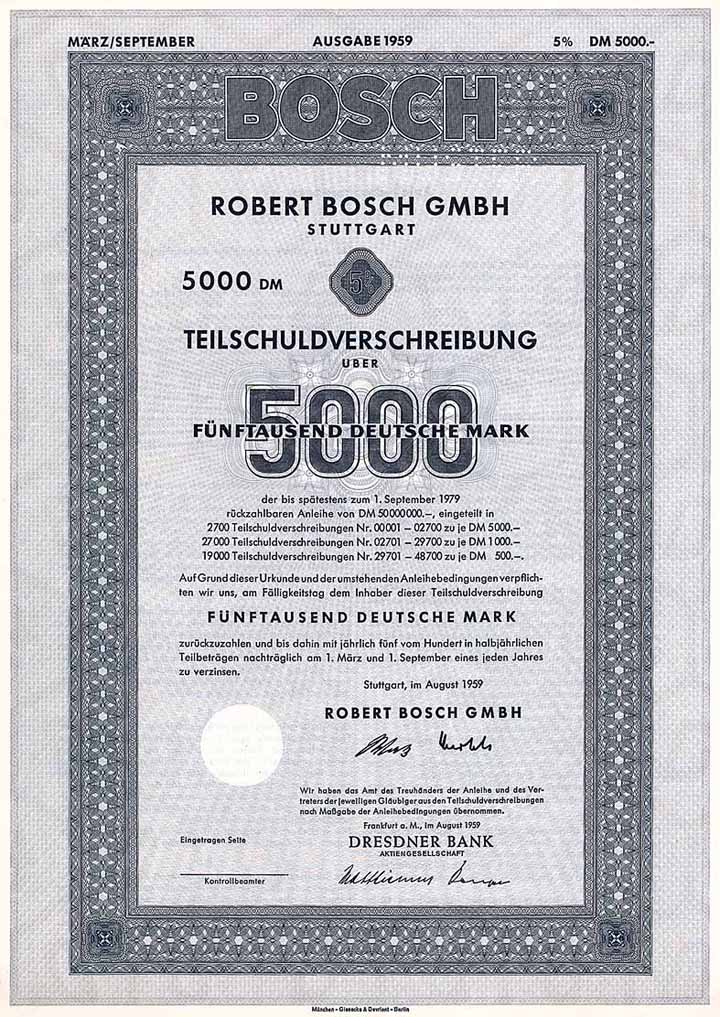 MÄRZ/SEPTEMBER AUSGABE 1959 5% DM 5000.-
BOSCH
ROBERT BOSCH GMBH
STUTTGART
5000 DM
5%
TEILSCHULDVERSCHREIBUNG
ÜBER
5000
FÜNFTAUSEND DEUTSCHE MARK
der bis spätestens zum 1. September 1979
rückzahlbaren Anleihe von DM 50000000.–, eingeteilt in
2700 Teilschuldverschreibungen Nr. 00001 – 02700 zu je DM 5000.–
27000 Teilschuldverschreibungen Nr. 02701 – 29700 zu je DM 1000.–
19000 Teilschuldverschreibungen Nr. 29701 – 48700 zu je DM 500.–.
Auf Grund dieser Urkunde und der umstehenden Anleihebedingungen verpflich-
ten wir uns, am Fälligkeitstag dem Inhaber dieser Teilschuldverschreibung
FÜNFTAUSEND DEUTSCHE MARK
zurückzuzahlen und bis dahin mit jährlich fünf vom Hundert in halbjährlichen
Teilbeträgen nachträglich am 1. März und 1. September eines jeden Jahres
zu verzinsen.
Stuttgart, im August 1959
ROBERT BOSCH GMBH
Wir haben das Amt des Treuhänders der Anleihe und des Ver-
treters der jeweiligen Gläubiger aus den Teilschuldverschreibungen
nach Maßgabe der Anleihebedingungen übernommen.
Frankfurt a. M., im August 1959
DRESDNER BANK
AKTIENGESELLSCHAFT
Eingetragen Seite
Kontrollbeamter
München - Giesecke & Devrient - Berlin